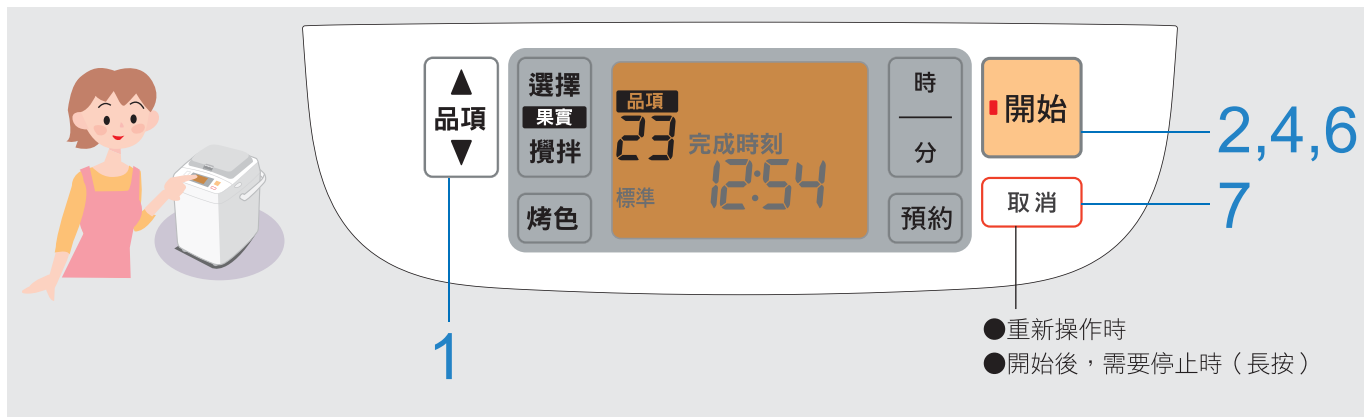 ▲
品項
▼
選擇
果實
攪拌
烤色
品項
23
完成時刻
12:54
標準
時
分
預約
開始
取消
2,4,6
7
1
●重新操作時
●開始後，需要停止時（長按）